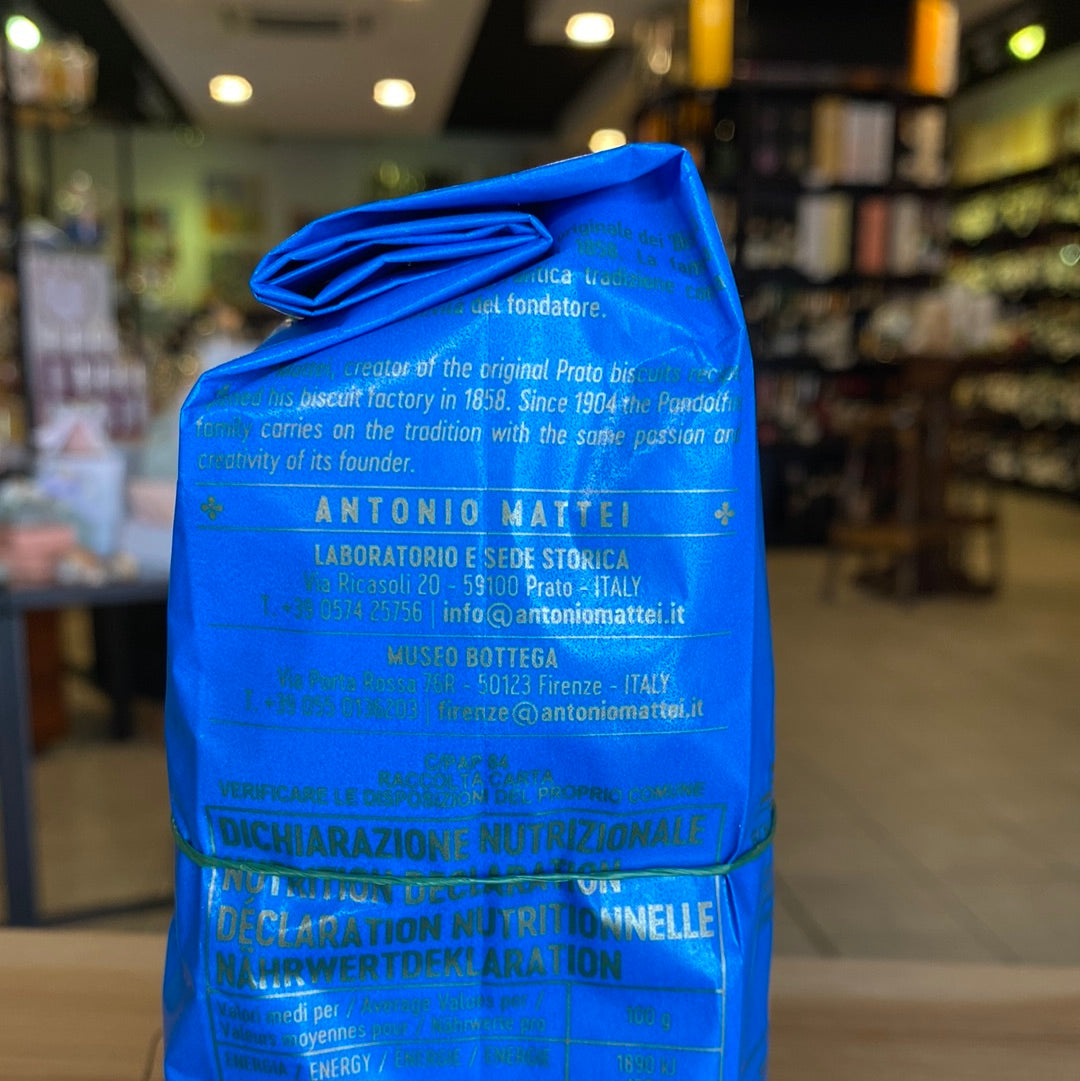 originale dei
1858. La
antica tradizione con
del fondatore.
creator of the original Prato biscuits
his biscuit factory in 1858. Since 1904 the Pandolfin
family carries on the tradition with the same passion an
creativity of its founder.
ANTONIO MATTEI
LABORATORIO E SEDE STORICA
Via Ricasoli 20 - 59100 Prato - ITALY
T. +39 0574 25756 | info@antoniomattei.it
MUSEO BOTTEGA
Via Porta Rossa 76R - 50123 Firenze - ITALY
T. +39 055 0136203 | firenze@antoniomattei.it
C/PAP 84
RACCOLTA CARTA
VERIFICARE LE DISPOSIZIONI DEL PROPRIO COMUNE
DICHIARAZIONE NUTRIZIONALE
NUTRITION DECLARATION
DÉCLARATION NUTRITIONNELLE
NÄHRWERTDEKLARATION
Valori medi per / Average Values per /
Valeurs moyennes pour / Nährwerte pro
100 g
ENERGIA / ENERGY / ÉNERGIE / ENERGIE
1890 kJ